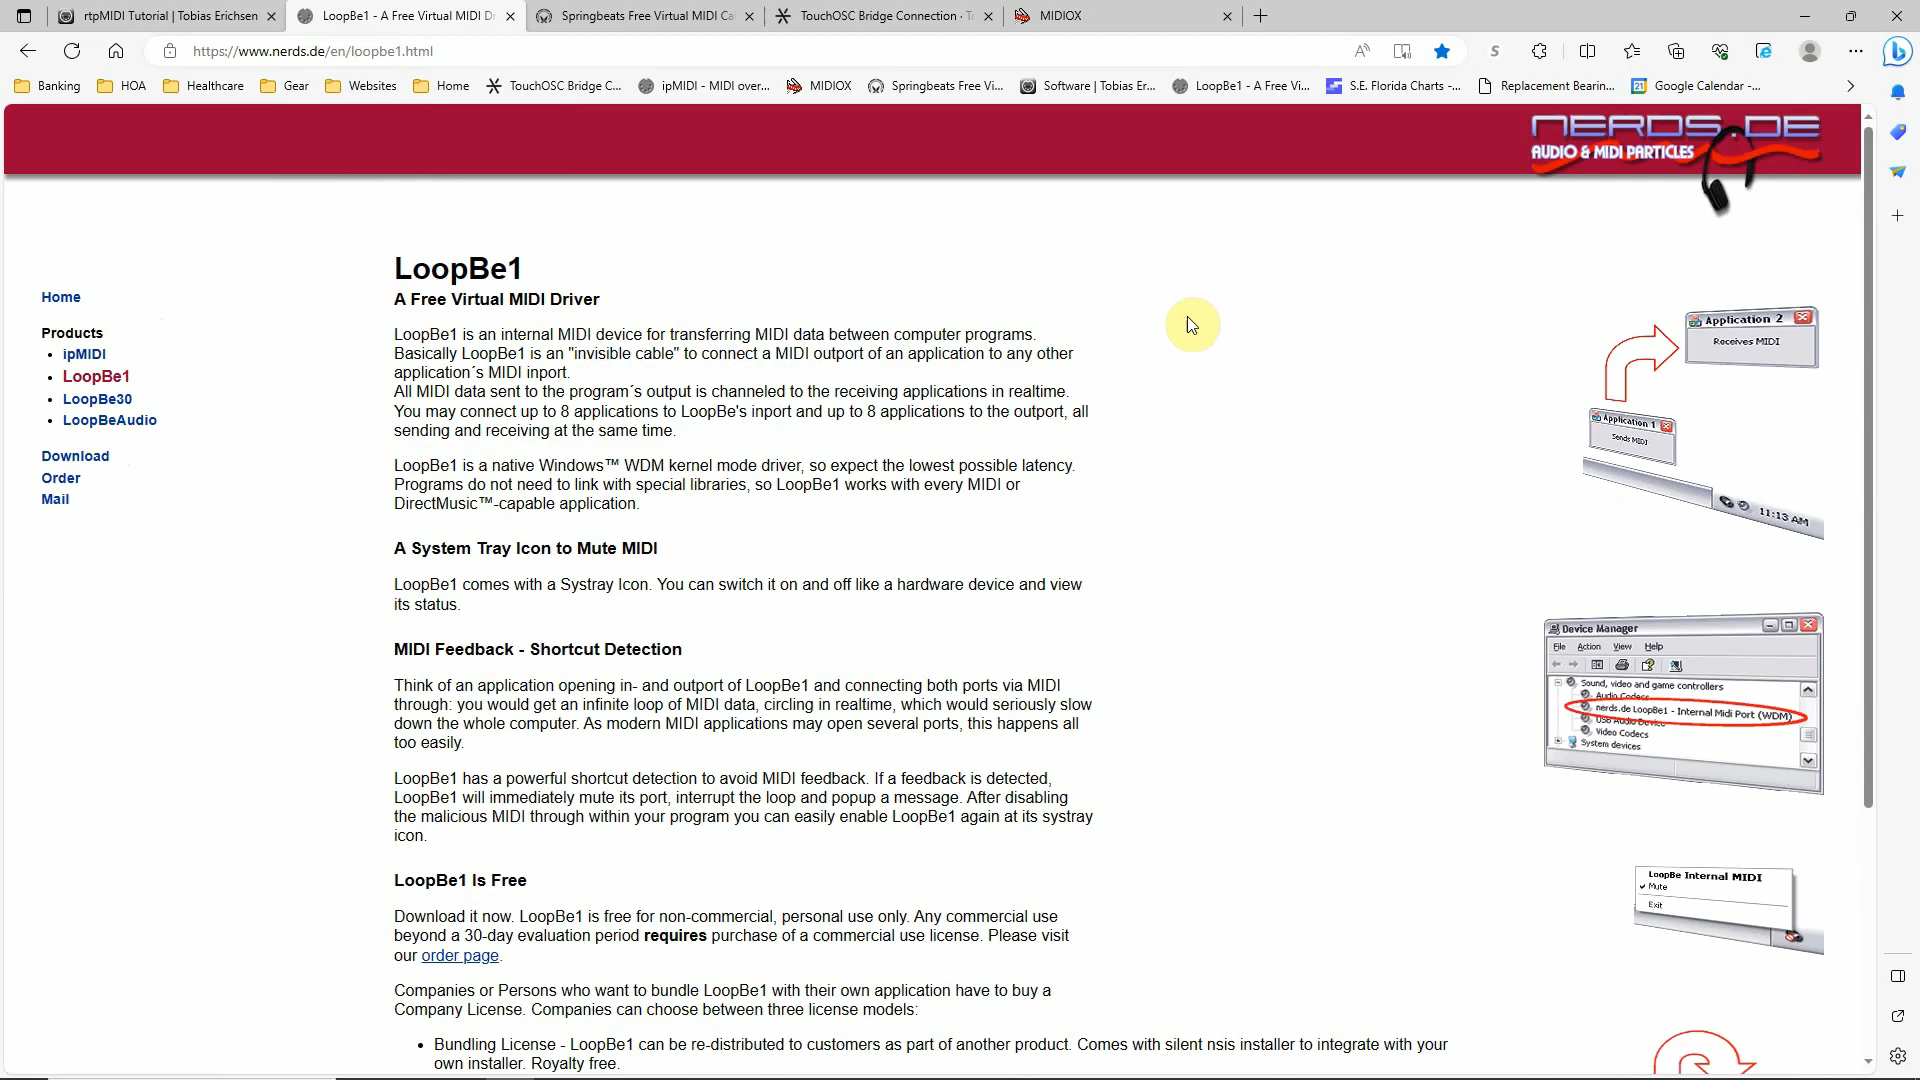 rtpMIDI Tutorial | Tobias Erichsen
LoopBe1 - A Free Virtual MIDI D
Springbeats Free Virtual MIDI Ca
TouchOSC Bridge Connection
MIDIOX
https://www.nerds.de/en/loopbe1.html
Banking
HOA
Healthcare
Gear
Websites
Home
TouchOSC Bridge C...
ipMIDI - MIDI over...
MIDIOX
Springbeats Free Vi...
Software | Tobias Er...
LoopBe1 - A Free Vi...
S.E. Florida Charts -...
Replacement Bearin...
Google Calendar -...
NERDS.DE
AUDIO & MIDI PARTICLES
Home
Products
• ipMIDI
• LoopBe1
• LoopBe30
• LoopBeAudio
Download
Order
Mail
LoopBe1
A Free Virtual MIDI Driver
LoopBe1 is an internal MIDI device for transferring MIDI data between computer programs.
Basically LoopBe1 is an "invisible cable" to connect a MIDI outport of an application to any other
application´s MIDI inport.
All MIDI data sent to the program´s output is channeled to the receiving applications in realtime.
You may connect up to 8 applications to LoopBe's inport and up to 8 applications to the outport, all
sending and receiving at the same time.
LoopBe1 is a native Windows™ WDM kernel mode driver, so expect the lowest possible latency.
Programs do not need to link with special libraries, so LoopBe1 works with every MIDI or
DirectMusic™-capable application.
A System Tray Icon to Mute MIDI
LoopBe1 comes with a Systray Icon. You can switch it on and off like a hardware device and view
its status.
MIDI Feedback - Shortcut Detection
Think of an application opening in- and outport of LoopBe1 and connecting both ports via MIDI
through: you would get an infinite loop of MIDI data, circling in realtime, which would seriously slow
down the whole computer. As modern MIDI applications may open several ports, this happens all
too easily.
LoopBe1 has a powerful shortcut detection to avoid MIDI feedback. If a feedback is detected,
LoopBe1 will immediately mute its port, interrupt the loop and popup a message. After disabling
the malicious MIDI through within your program you can easily enable LoopBe1 again at its systray
icon.
LoopBe1 Is Free
Download it now. LoopBe1 is free for non-commercial, personal use only. Any commercial use
beyond a 30-day evaluation period requires purchase of a commercial use license. Please visit
our order page.
Companies or Persons who want to bundle LoopBe1 with their own application have to buy a
Company License. Companies can choose between three license models:
• Bundling License - LoopBe1 can be re-distributed to customers as part of another product. Comes with silent nsis installer to integrate with your
own installer. Royalty free.
Application 2
Receives MIDI
Application 1
Sends MIDI
11:13 AM
Device Manager
File Action View Help
Sound, video and game controllers
Audio Codecs
nerds.de LoopBe1 - Internal Midi Port (WDM)
USB Audio Device
Video Codecs
System devices
LoopBe Internal MIDI
Mute
Exit